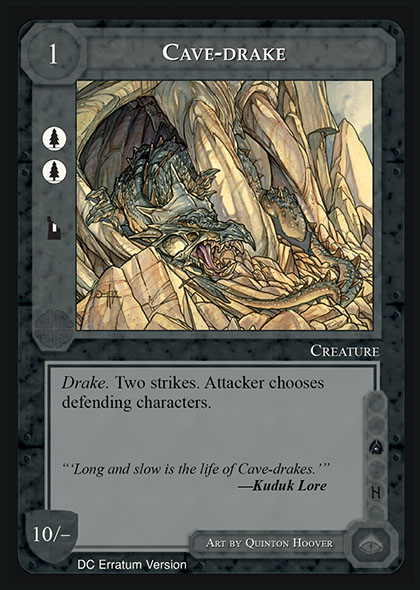 1
CAVE-DRAKE
CREATURE
Drake. Two strikes. Attacker chooses
defending characters.
“‘Long and slow is the life of Cave-drakes.’”
—Kuduk Lore
10/–
ART BY QUINTON HOOVER
DC Erratum Version